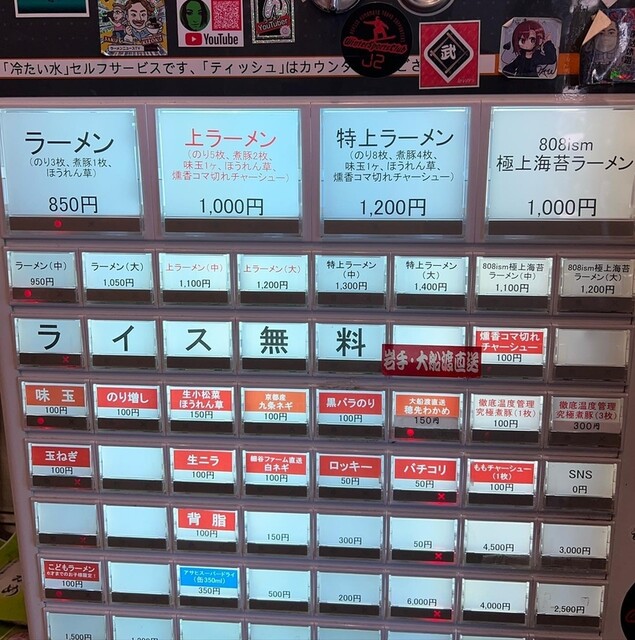 YouTube
Youtuber
武
J2
「冷たい水」セルフサービスです、「ティッシュ」はカウン
ラーメン
(のり3枚、煮豚1枚、
ほうれん草)
850円
上ラーメン
(のり5枚、煮豚2枚、
味玉1ヶ、ほうれん草、
燻香コマ切れチャーシュー)
1,000円
特上ラーメン
(のり8枚、煮豚4枚、
味玉1ヶ、ほうれん草、
燻香コマ切れチャーシュー)
1,200円
808ism
極上海苔ラーメン
1,000円
ラーメン(中)
950円
ラーメン(大)
1,050円
上ラーメン(中)
1,100円
上ラーメン(大)
1,200円
特上ラーメン
(中)
1,300円
特上ラーメン
(大)
1,400円
808ism極上海苔
ラーメン(中)
1,100円
808ism極上海苔
ラーメン(大)
1,200円
ライス無料
岩手・大船渡直送
燻香コマ切れ
チャーシュー
100円
味玉
100円
のり増し
100円
生小松菜
ほうれん草
150円
京都産
九条ネギ
100円
黒バラのり
100円
大船渡直送
穂先わかめ
150円
徹底温度管理
究極煮豚(1枚)
100円
徹底温度管理
究極煮豚(3枚)
300円
玉ねぎ
100円
生ニラ
100円
白ネギ
100円
ロッキー
50円
パチコリ
50円
ももチャーシュー
(1枚)
100円
SNS
0円
背脂
100円
150円
300円
50円
4,500円
3,000円
こどもラーメン
100円
アサヒスーパードライ
(缶350ml)
350円
500円
200円
6,000円
4,000円
2,500円
1,500円